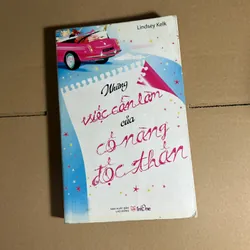 Lindsey Kelk
Những
việc cần làm
của
cô nàng
độc thân